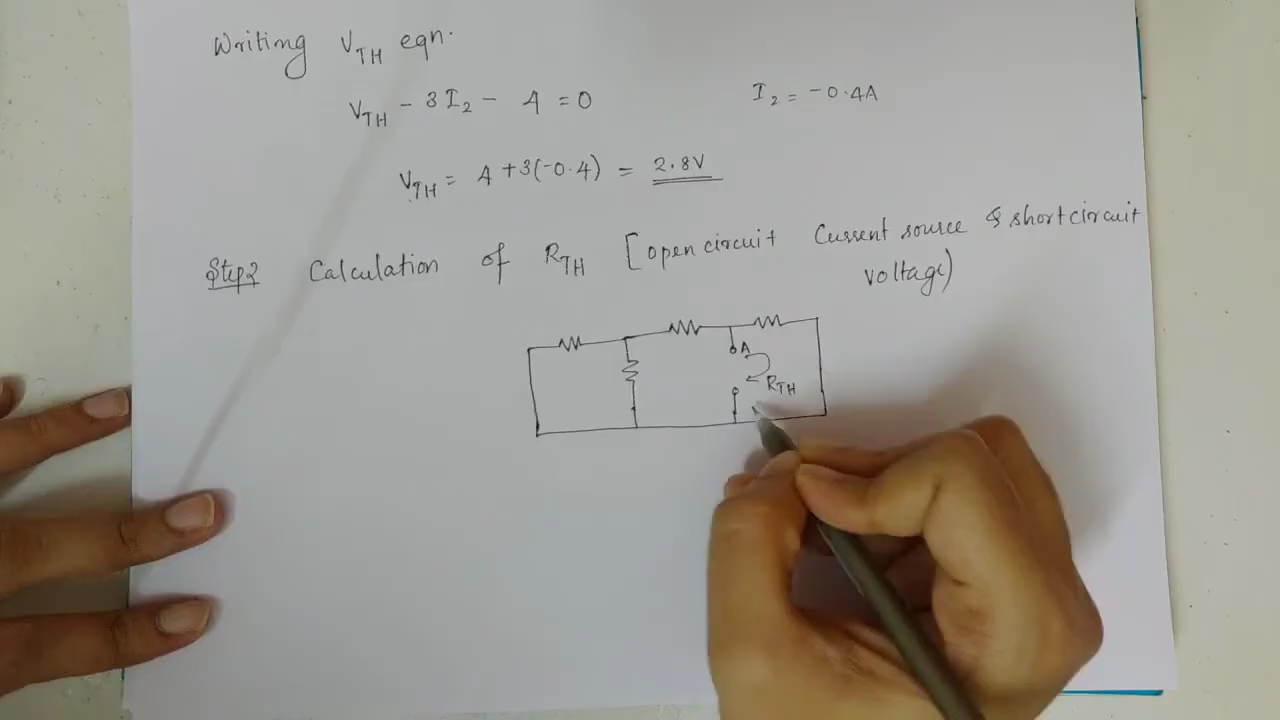 Writing V_TH eqn.
V_TH - 3I_2 - 4 = 0 I_2 = -0.4A
V_TH = 4 + 3(-0.4) = 2.8V
Step2 Calculation of R_TH [open circuit Current source & short circuit
voltage)
A
R_TH